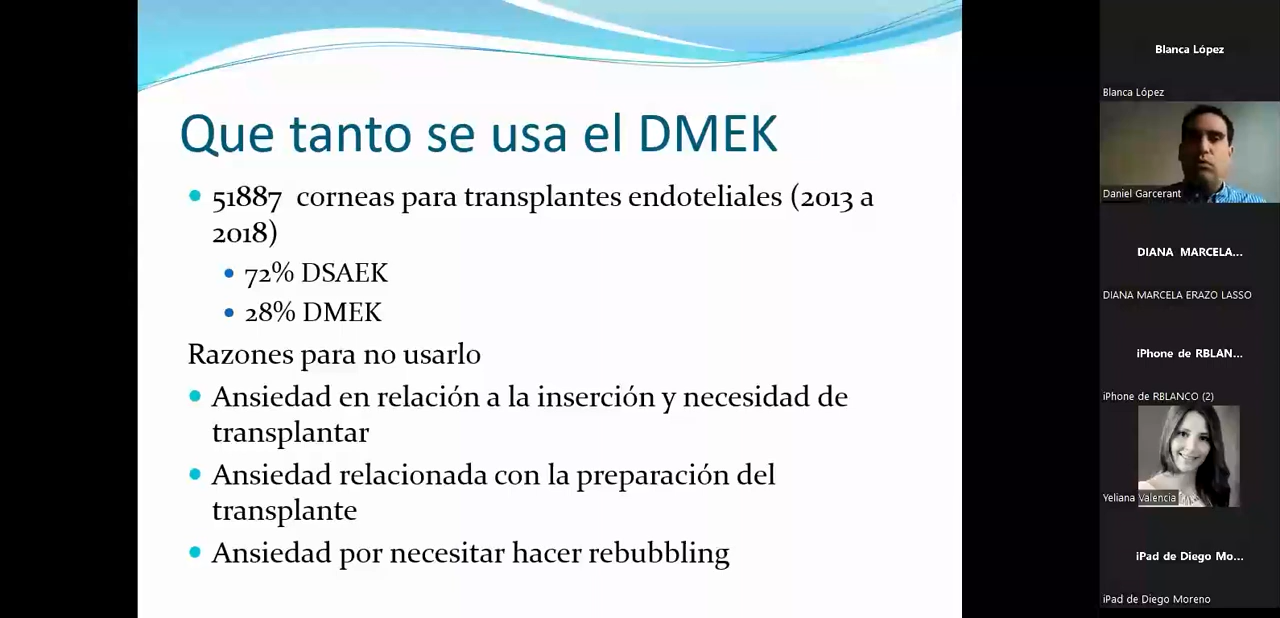 Que tanto se usa el DMEK
51887 corneas para transplantes endoteliales (2013 a
2018)
72% DSAEK
28% DMEK
Razones para no usarlo
Ansiedad en relación a la inserción y necesidad de
transplantar
Ansiedad relacionada con la preparación del
transplante
Ansiedad por necesitar hacer rebubbling
Blanca López
Blanca López
Daniel Garcerant
DIANA MARCELA...
DIANA MARCELA ERAZO LASSO
iPhone de RBLAN...
iPhone de RBLANCO (2)
Yeliana Valencia
iPad de Diego Mo...
iPad de Diego Moreno